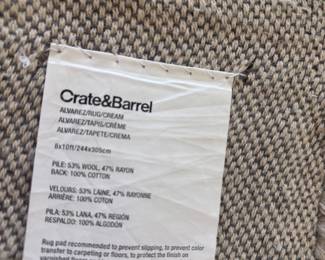 Crate&Barrel
ALVAREZ/RUG/CREAM
ALVAREZ/TAPIS/CRÈME
ALVAREZ/TAPETE/CREMA
8x10ft/244x305cm
PILE: 53% WOOL, 47% RAYON
BACK: 100% COTTON
VELOURS: 53% LAINE, 47% RAYONNE
ARRIÈRE: 100% COTON
PILA: 53% LANA, 47% REGIÓN
RESPALDO: 100% ALGODÓN
Rug pad recommended to prevent slipping, to prevent color
transfer to carpeting or floors, to protect the finish on
varnished